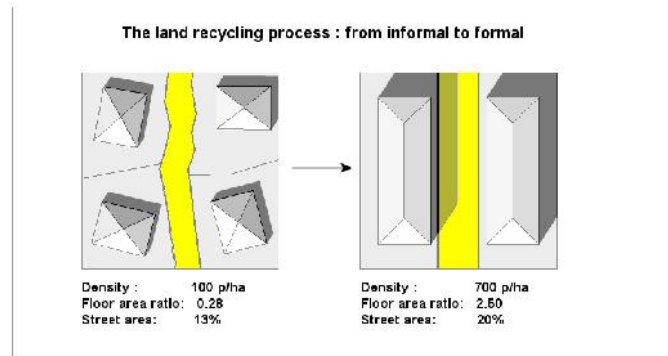 The land recycling process : from informal to formal
Density : 100 p/ha
Floor area ratio: 0.28
Street area: 13%
Density : 700 p/ha
Floor area ratio: 2.50
Street area: 20%